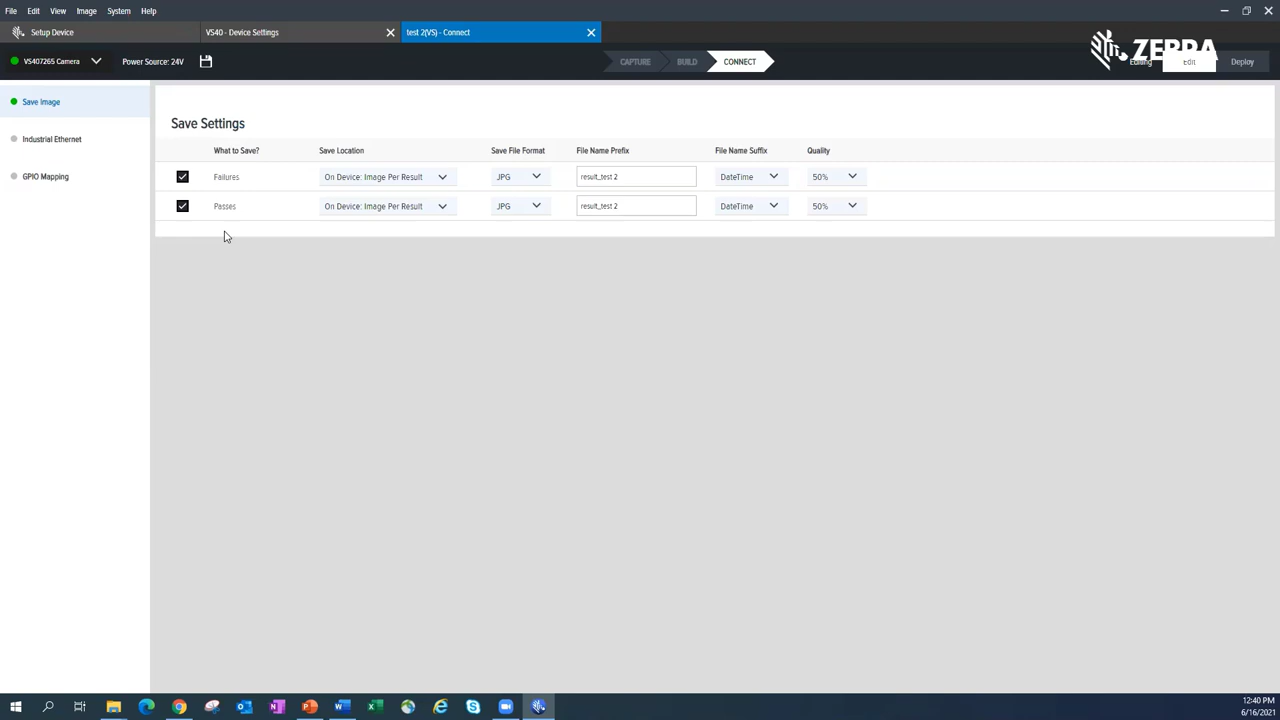 File Edit View Image System Help
Setup Device VS40 - Device Settings test 2(VS) - Connect
VS407265 Camera Power Source: 24V CAPTURE BUILD CONNECT Editing Edit Deploy
ZEBRA
Save Image
Industrial Ethernet
GPIO Mapping
Save Settings
What to Save? Save Location Save File Format File Name Prefix File Name Suffix Quality
Failures On Device: Image Per Result JPG result_test 2 DateTime 50%
Passes On Device: Image Per Result JPG result_test 2 DateTime 50%
12:40 PM
6/16/2021